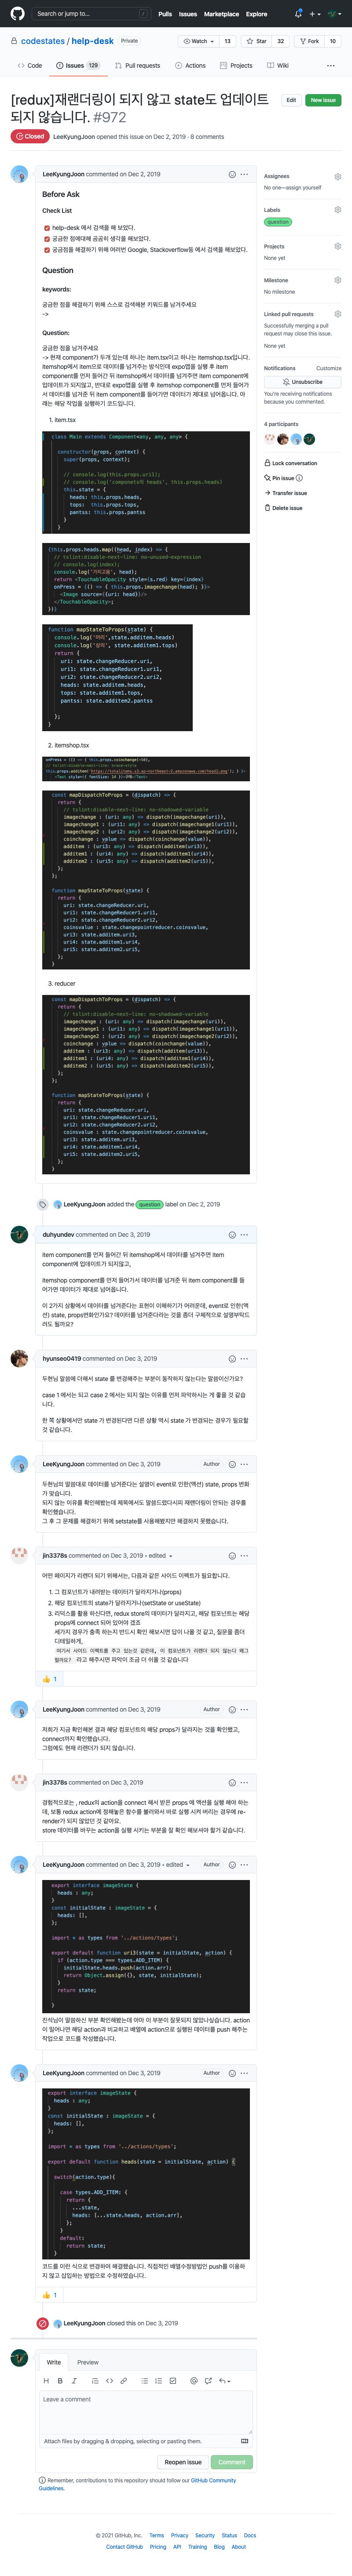 Search or jump to...
/
Pulls Issues Marketplace Explore
codestates / help-desk Private
Watch 13 Star 32 Fork 10
Code Issues 129 Pull requests Actions Projects Wiki
[redux]재랜더링이 되지 않고 state도 업데이트
되지 않습니다. #972
Edit New issue
Closed LeeKyungJoon opened this issue on Dec 2, 2019 · 8 comments
LeeKyungJoon commented on Dec 2, 2019
Before Ask
Check List
help-desk 에서 검색을 해 보았다.
궁금한 점에대해 곰곰히 생각을 해보았다.
궁금점을 해결하기 위해 여러번 Google, Stackoverflow등 에서 검색을 해보았다.
Question
keywords:
궁금한 점을 해결하기 위해 스스로 검색해본 키워드를 남겨주세요
->
Question:
궁금한 점을 남겨주세요
-> 현재 component가 두개 있는데 하나는 item.tsx이고 하나는 itemshop.tsx입니다.
itemshop에서 item으로 데이터를 넘겨주는 방식인데 expo앱을 실행 후 item
component를 먼저 들어간 뒤 itemshop에서 데이터를 넘겨주면 item component에
업데이트가 되지않고, 반대로 expo앱을 실행 후 itemshop component를 먼저 들어가
서 데이터를 넘겨준 뒤 item component를 들어가면 데이터가 제대로 넘어옵니다. 아
래는 해당 작업을 실행하기 코드입니다.
1. item.tsx
class Main extends Component<any, any, any> {
constructor(props, context) {
super(props, context);
// console.log(this.props.uri1);
// console.log('component의 heads', this.props.heads)
this.state = {
heads: this.props.heads,
tops: this.props.tops,
pantss: this.props.pantss
}
}
{this.props.heads.map((head, index) => {
// tslint:disable-next-line: no-unused-expression
// console.log(index);
console.log('가리고룸', head);
return <TouchableOpacity style={a.red} key={index}
onPress = {() => { this.props.imagechange(head); }}>
<Image source={{uri: head}}/>
</TouchableOpacity>;
})}
function mapStateToProps(state) {
console.log('머리',state.additem.heads);
console.log('상의', state.additem1.tops)
return {
uri: state.changeReducer.uri,
uri1: state.changeReducer.uri1,
uri2: state.changeReducer.uri2,
heads: state.additem.heads,
tops: state.additem1.tops,
pantss: state.additem2.pantss
};
}
2. itemshop.tsx
onPress = {() => { this.props.coinchange(-10),
// tslint:disable-next-line: brace-style
const mapDispatchToProps = (dispatch) => {
return {
// tslint:disable-next-line: no-shadowed-variable
imagechange : (uri: any) => dispatch(imagechange(uri)),
imagechange1 : (uri1: any) => dispatch(imagechange1(uri1)),
imagechange2 : (uri2: any) => dispatch(imagechange2(uri2)),
coinchange : value => dispatch(coinchange(value)),
additem : (uri3: any) => dispatch(additem(uri3)),
additem1 : (uri4: any) => dispatch(additem1(uri4)),
additem2 : (uri5: any) => dispatch(additem2(uri5)),
};
};
function mapStateToProps(state) {
return {
uri: state.changeReducer.uri,
uri1: state.changeReducer.uri1,
uri2: state.changeReducer.uri2,
coinsvalue : state.changepointreducer.coinsvalue,
uri3: state.additem.uri3,
uri4: state.additem1.uri4,
uri5: state.additem2.uri5,
};
}
3. reducer
const mapDispatchToProps = (dispatch) => {
return {
// tslint:disable-next-line: no-shadowed-variable
imagechange : (uri: any) => dispatch(imagechange(uri)),
imagechange1 : (uri1: any) => dispatch(imagechange1(uri1)),
imagechange2 : (uri2: any) => dispatch(imagechange2(uri2)),
coinchange : value => dispatch(coinchange(value)),
additem : (uri3: any) => dispatch(additem(uri3)),
additem1 : (uri4: any) => dispatch(additem1(uri4)),
additem2 : (uri5: any) => dispatch(additem2(uri5)),
};
};
function mapStateToProps(state) {
return {
uri: state.changeReducer.uri,
uri1: state.changeReducer.uri1,
uri2: state.changeReducer.uri2,
coinsvalue : state.changepointreducer.coinsvalue,
uri3: state.additem.uri3,
uri4: state.additem1.uri4,
uri5: state.additem2.uri5,
};
}
LeeKyungJoon added the question label on Dec 2, 2019
duhyundev commented on Dec 3, 2019
item component를 먼저 들어간 뒤 itemshop에서 데이터를 넘겨주면 item
component에 업데이트가 되지않고,
itemshop component를 먼저 들어가서 데이터를 넘겨준 뒤 item component를 들
어가면 데이터가 제대로 넘어옵니다.
이 2가지 상황에서 데이터를 넘겨준다는 표현이 이해하기가 어려운데, event로 인한(액
션) state, props변화인가요? 데이터를 넘겨준다라는 것을 좀더 구체적으로 설명부탁드
려도 될까요?
hyunseo0419 commented on Dec 3, 2019
두현님 말씀에 더해서 state 를 변경해주는 부분이 동작하지 않는다는 말씀이신가요?
case 1 에서는 되고 case 2 에서는 되지 않는 이유를 먼저 파악하시는 게 좋을 것 같습
니다.
한 쪽 상황에서만 state 가 변경된다면 다른 상황 역시 state 가 변경되는 경우가 필요할
것 같습니다.
LeeKyungJoon commented on Dec 3, 2019 Author
두현님의 말씀대로 데이터를 넘겨준다는 설명이 event로 인한(액션) state, props 변화
가 맞습니다.
되지 않는 이유를 확인해봤는데 제목에서도 말씀드렸다시피 재렌더링이 안되는 경우를
확인했습니다.
그 후 그 문제를 해결하기 위에 setstate를 사용해봤지만 해결하지 못했습니다.
jin3378s commented on Dec 3, 2019 • edited
어떤 페이지가 리렌더 되기 위해서는, 다음과 같은 사이드 이팩트가 필요합니다.
1. 그 컴포넌트가 내려받는 데이터가 달라지거나(props)
2. 해당 컴포넌트의 state가 달라지거나(setState or useState)
3. 리덕스를 활용 하신다면, redux store의 데이터가 달라지고, 해당 컴포넌트는 해당
props에 connect 되어 있어야 겠죠
세가지 경우가 충족 하는지 반드시 확인 해보시면 답이 나올 것 같고, 질문을 좀더
디테일하게,
여기서 사이드 이팩트를 주고 있는것 같은데, 이 컴포넌트가 리렌더 되지 않는다 왜그
럴까요? 라고 해주시면 파악이 조금 더 쉬울 것 같습니다
👍 1
LeeKyungJoon commented on Dec 3, 2019 Author
저희가 지금 확인해본 결과 해당 컴포넌트의 해당 props가 달라지는 것을 확인했고,
connect까지 확인했습니다.
그럼에도 현재 리렌더가 되지 않습니다.
jin3378s commented on Dec 3, 2019
경험적으로는 , redux의 action을 connect 해서 받은 props 에 액션을 실행 해야 하는
데, 보통 redux action에 정해놓은 함수를 불러와서 바로 실행 시켜 버리는 경우에 re-
render가 되지 않았던 것 같아요.
store 데이터를 바꾸는 action을 실행 시키는 부분을 잘 확인 해보셔야 할거 같습니다.
LeeKyungJoon commented on Dec 3, 2019 • edited Author
export interface imageState {
heads : any;
}
const initialState : imageState = {
heads: [],
};
import * as types from '../actions/types';
export default function uri3(state = initialState, action) {
if (action.type === types.ADD_ITEM) {
initialState.heads.push(action.arr);
return Object.assign({}, state, initialState);
}
return state;
}
진석님이 말씀하신 부분 확인해봤는데 아마 이 부분이 잘못되지 않았나싶습니다. action
이 일어나면 해당 action과 비교하고 배열에 action으로 실행된 데이터를 push 해주는
작업으로 코드를 작성했습니다.
LeeKyungJoon commented on Dec 3, 2019 Author
export interface imageState {
heads : any;
}
const initialState : imageState = {
heads: [],
};
import * as types from '../actions/types';
export default function heads(state = initialState, action) {
switch(action.type){
case types.ADD_ITEM: {
return {
...state,
heads: [...state.heads, action.arr],
};
}
default:
return state;
}
}
코드를 이런 식으로 변경하여 해결했습니다. 직접적인 배열수정방법인 push를 이용하
지 않고 삽입하는 방법으로 수정하였습니다.
👍 1
LeeKyungJoon closed this on Dec 3, 2019
Write Preview
Leave a comment
Attach files by dragging & dropping, selecting or pasting them.
Reopen issue Comment
Remember, contributions to this repository should follow our GitHub Community
Guidelines.
Assignees
No one—assign yourself
Labels
question
Projects
None yet
Milestone
No milestone
Linked pull requests
Successfully merging a pull
request may close this issue.
None yet
Notifications Customize
Unsubscribe
You're receiving notifications
because you commented.
4 participants
Lock conversation
Pin issue
Transfer issue
Delete issue
© 2021 GitHub, Inc. Terms Privacy Security Status Docs
Contact GitHub Pricing API Training Blog About